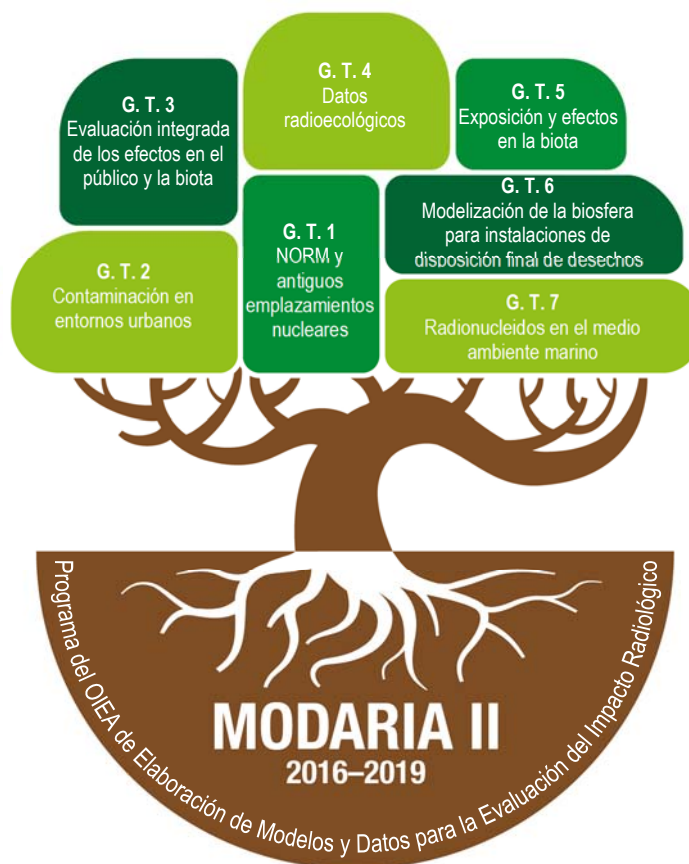 G. T. 4
Datos
radioecológicos
G. T. 3
Evaluación integrada
de los efectos en el
público y la biota
G. T. 5
Exposición y efectos
en la biota
G. T. 6
Modelización de la biosfera
para instalaciones de
disposición final de desechos
G. T. 1
NORM y
antiguos
emplazamientos
nucleares
G. T. 2
Contaminación en
entornos urbanos
G. T. 7
Radionucleidos en el medio
ambiente marino
MODARIA II
2016–2019
Programa del OIEA de Elaboración de Modelos y Datos para la Evaluación del Impacto Radiológico